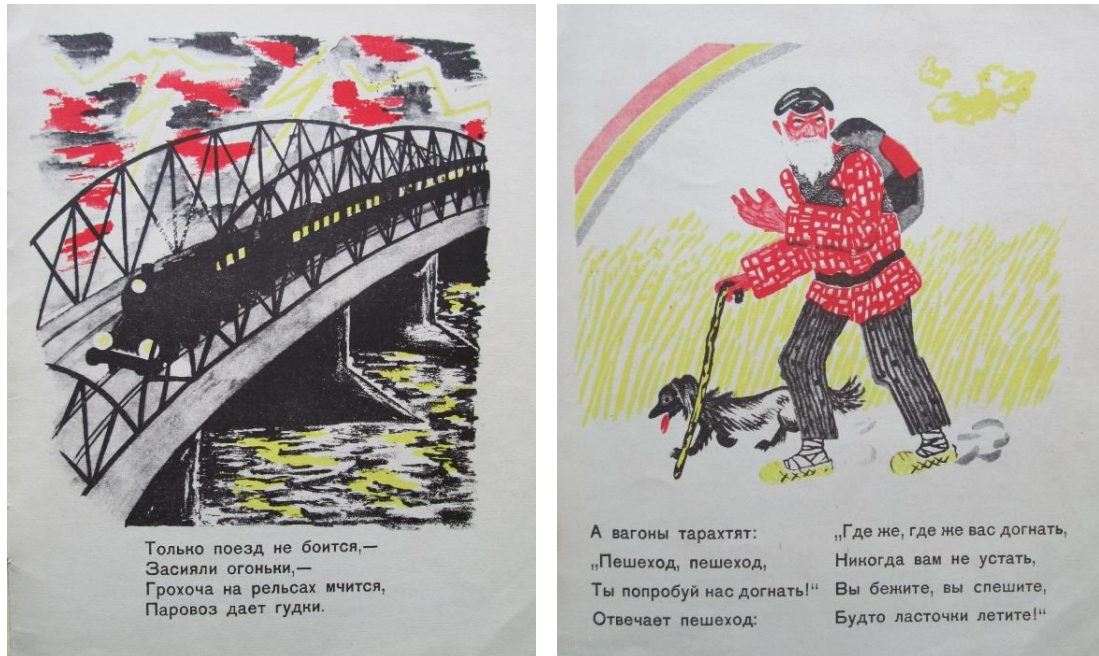 Только поезд не боится,—
Засияли огоньки,—
Грохоча на рельсах мчится,
Паровоз дает гудки.
А вагоны тарахтят:
„Пешеход, пешеход,
Ты попробуй нас догнать!“
Отвечает пешеход:
„Где же, где же вас догнать,
Никогда вам не устать,
Вы бежите, вы спешите,
Будто ласточки летите!“